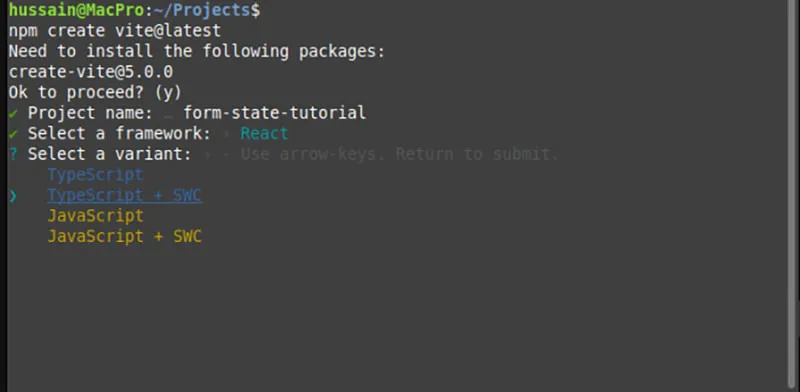 hussain@MacPro:~/Projects$
npm create vite@latest
Need to install the following packages:
create-vite@5.0.0
Ok to proceed? (y)
✔ Project name: … form-state-tutorial
✔ Select a framework: › React
? Select a variant: › - Use arrow-keys. Return to submit.
TypeScript
❯ TypeScript + SWC
JavaScript
JavaScript + SWC